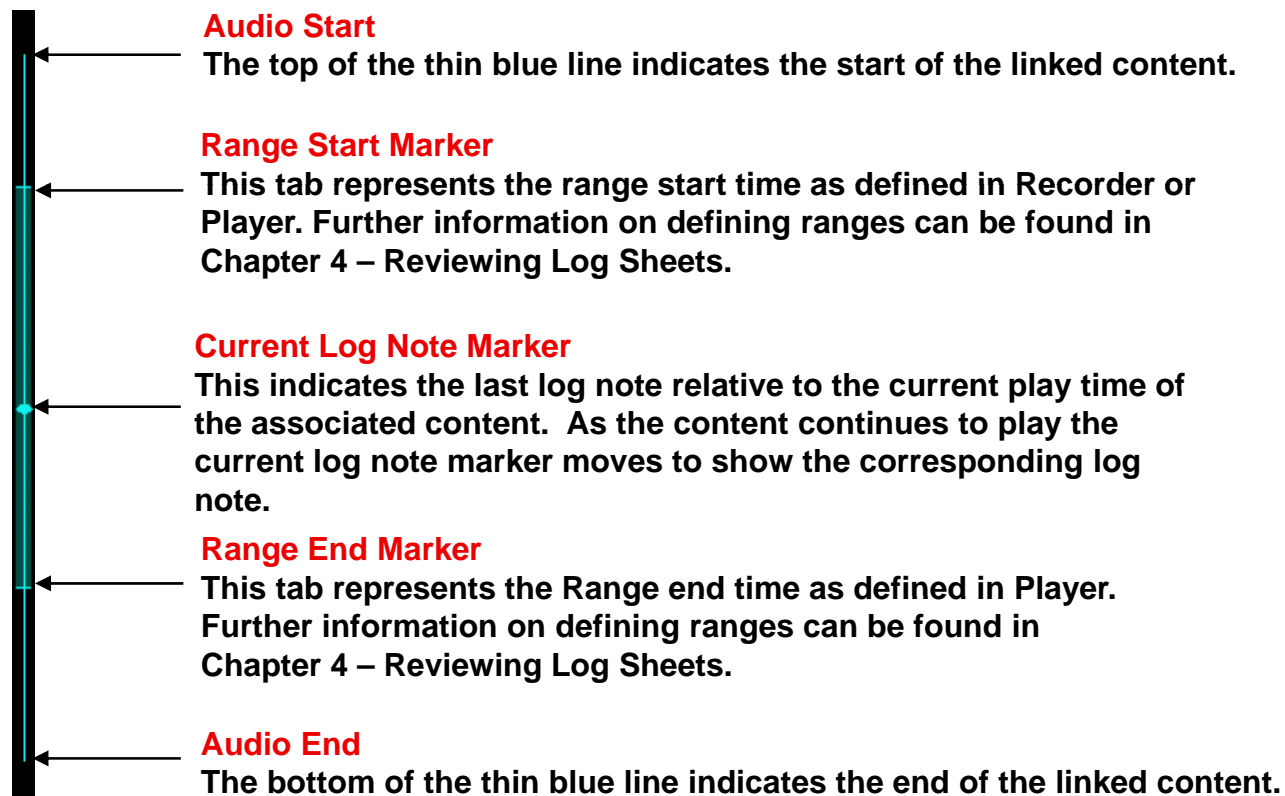 Audio Start
The top of the thin blue line indicates the start of the linked content.
Range Start Marker
This tab represents the range start time as defined in Recorder or
Player. Further information on defining ranges can be found in
Chapter 4 – Reviewing Log Sheets.
Current Log Note Marker
This indicates the last log note relative to the current play time of
the associated content.  As the content continues to play the
current log note marker moves to show the corresponding log
note.
Range End Marker
This tab represents the Range end time as defined in Player.
Further information on defining ranges can be found in
Chapter 4 – Reviewing Log Sheets.
Audio End
The bottom of the thin blue line indicates the end of the linked content.